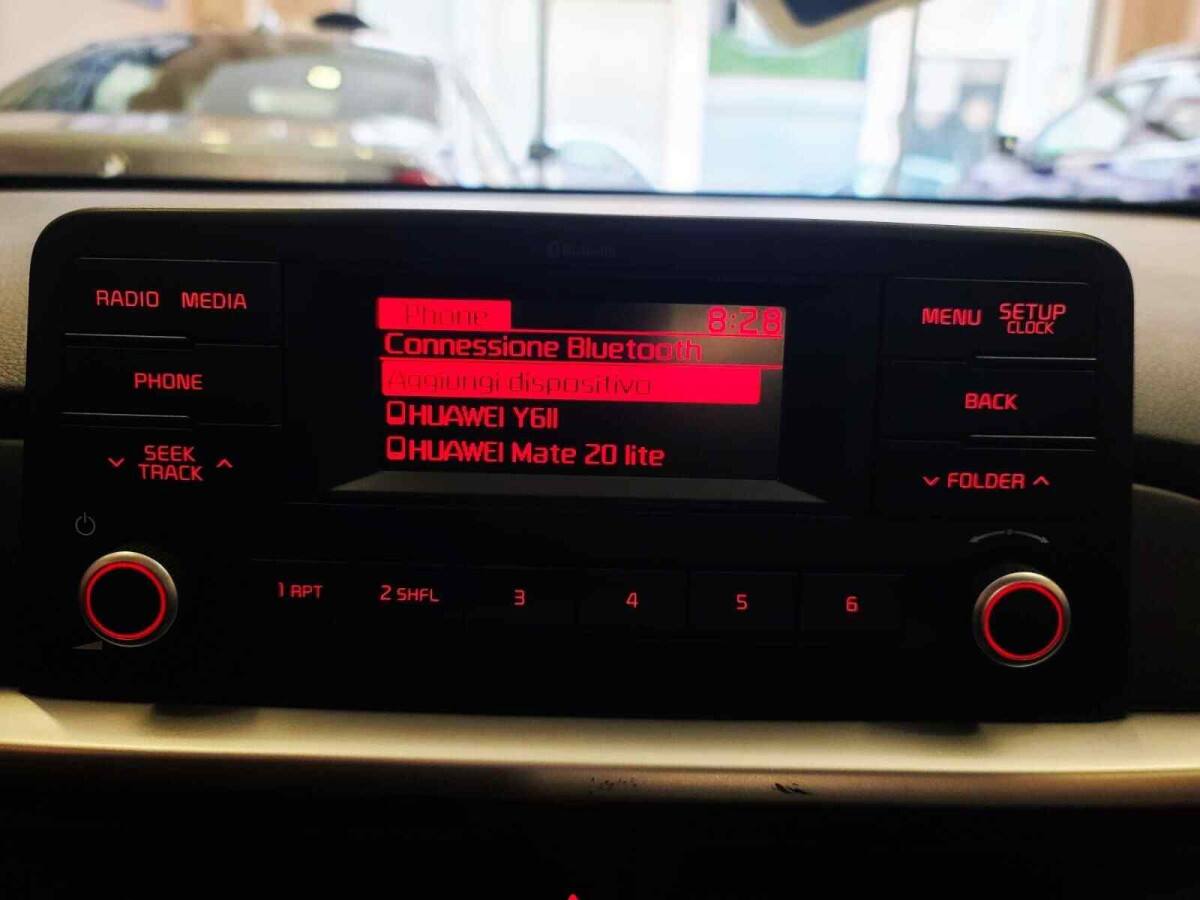 Bluetooth
RADIO MEDIA
PHONE
SEEK
TRACK
Phone 8:28
Connessione Bluetooth
Aggiungi dispositivo
HUAWEI Y6II
HUAWEI Mate 20 lite
MENU SETUP
CLOCK
BACK
FOLDER
1 RPT 2 SHFL 3 4 5 6